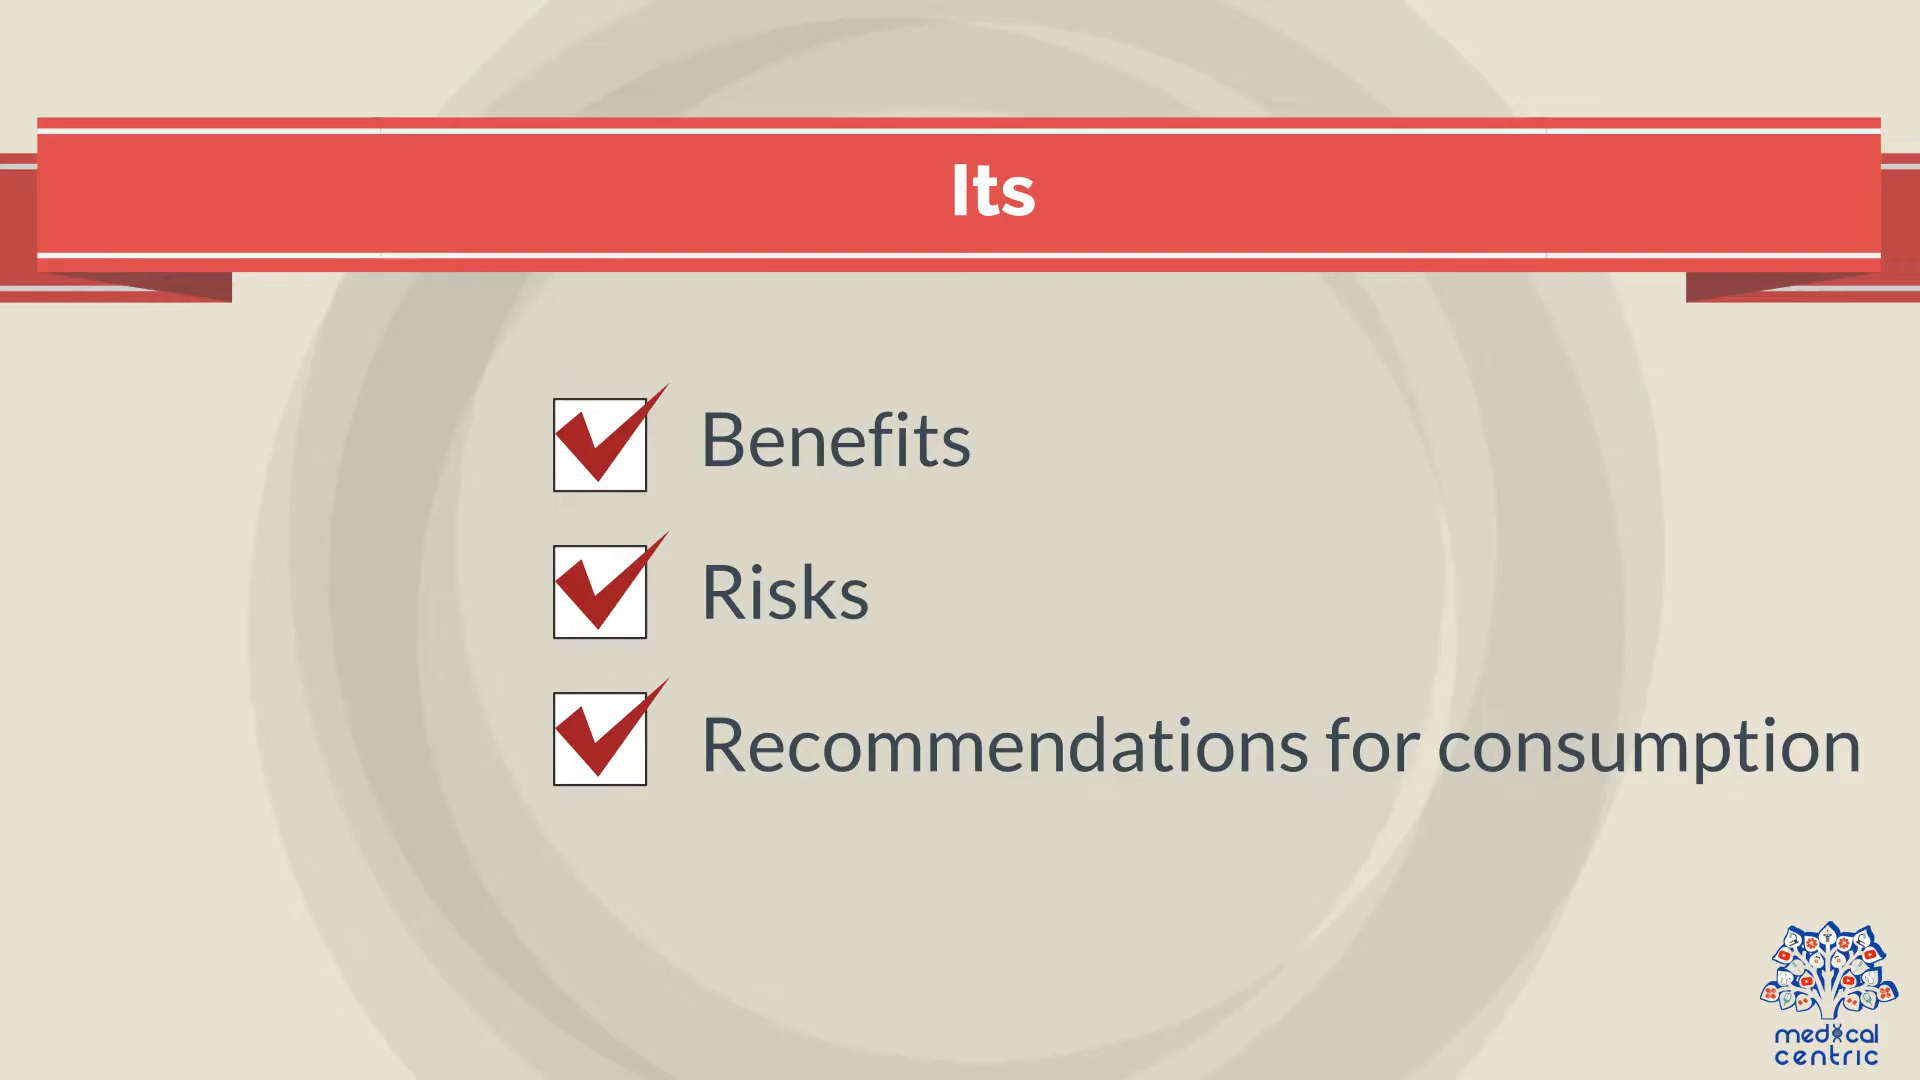 Its
Benefits
Risks
Recommendations for consumption
medical
centric